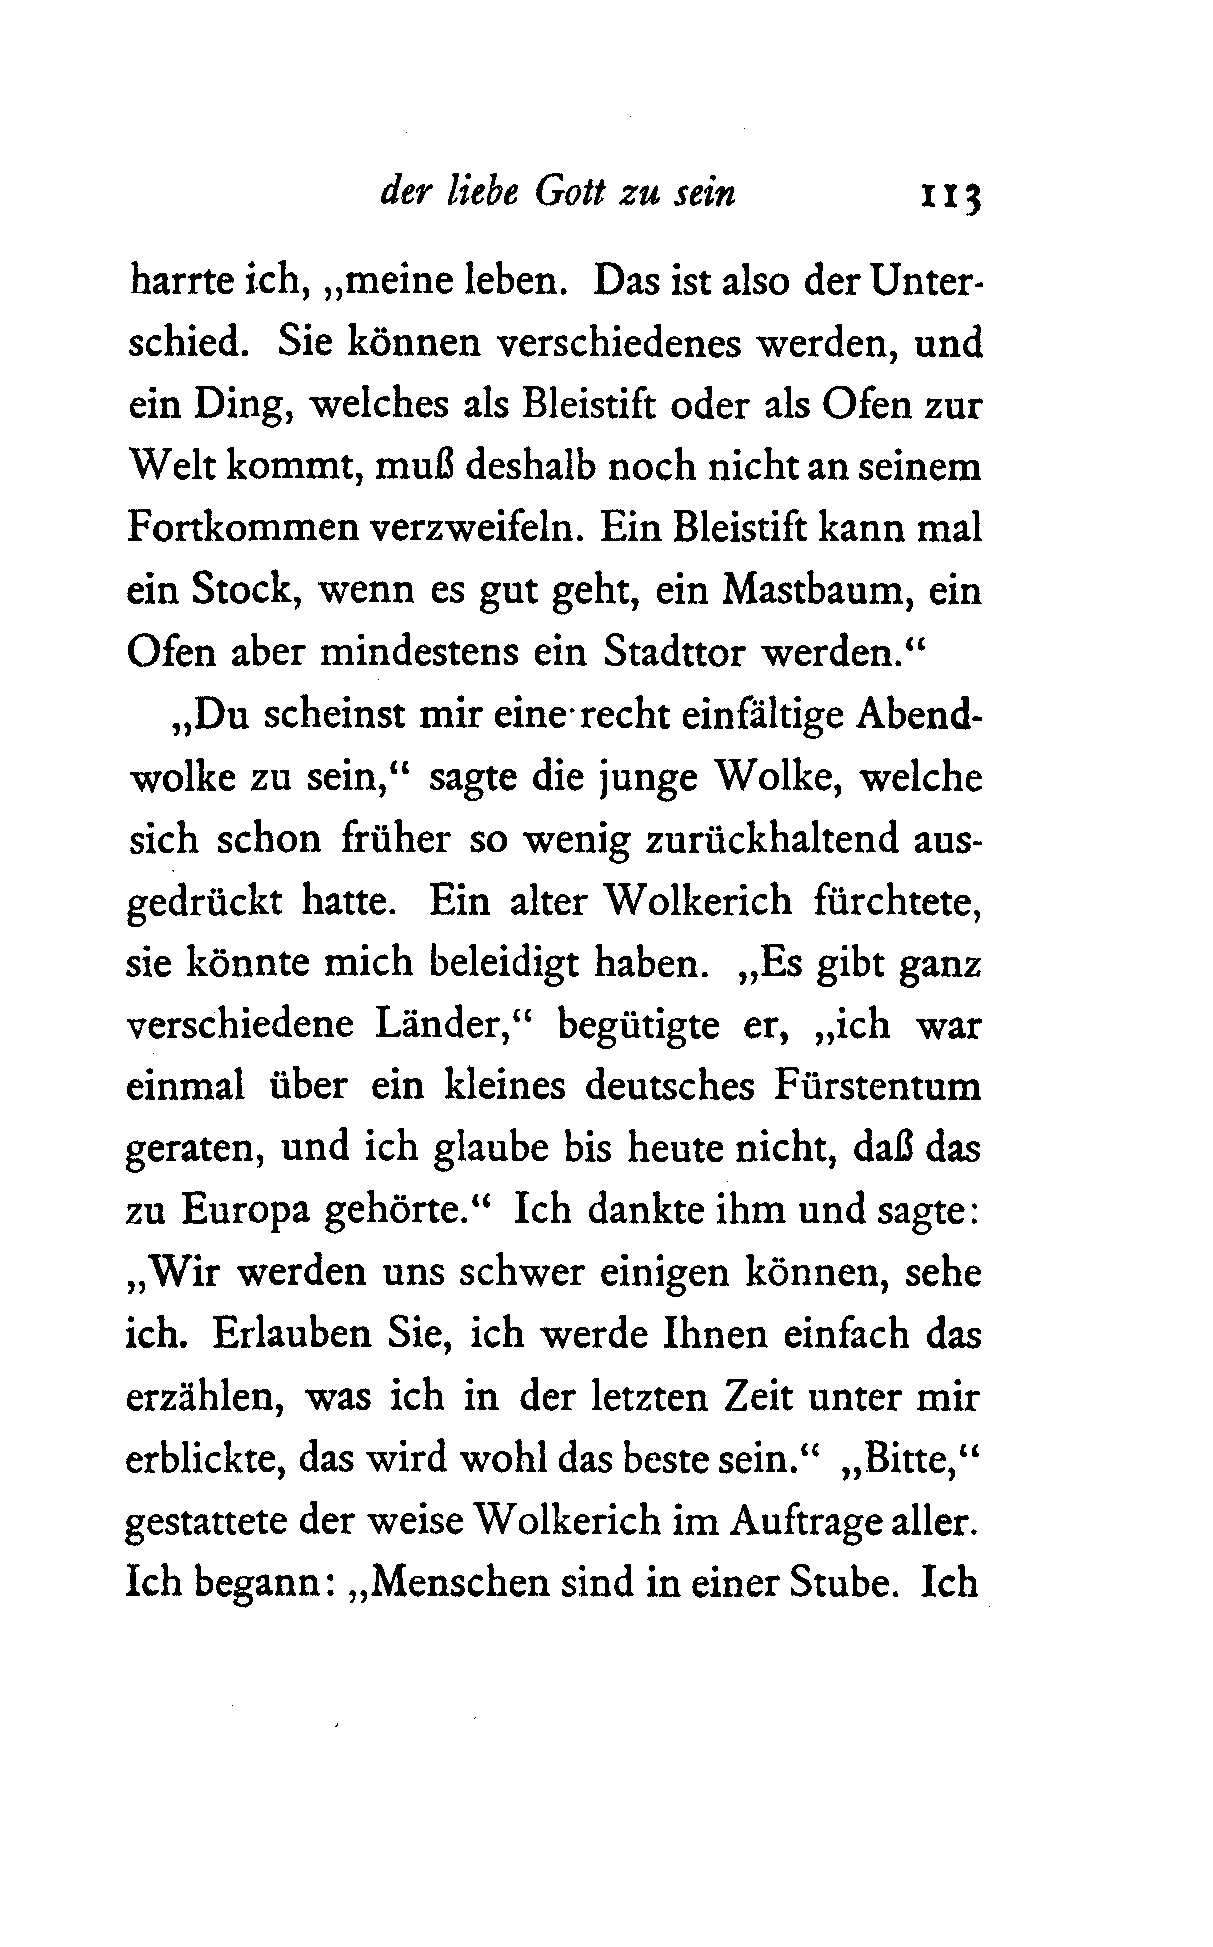 der liebe Gott zu sein 113
harrte ich, „meine leben. Das ist also der Unter-
schied. Sie können verschiedenes werden, und
ein Ding, welches als Bleistift oder als Ofen zur
Welt kommt, muß deshalb noch nicht an seinem
Fortkommen verzweifeln. Ein Bleistift kann mal
ein Stock, wenn es gut geht, ein Mastbaum, ein
Ofen aber mindestens ein Stadttor werden.“
„Du scheinst mir eine recht einfältige Abend-
wolke zu sein,“ sagte die junge Wolke, welche
sich schon früher so wenig zurückhaltend aus-
gedrückt hatte. Ein alter Wolkerich fürchtete,
sie könnte mich beleidigt haben. „Es gibt ganz
verschiedene Länder,“ begütigte er, „ich war
einmal über ein kleines deutsches Fürstentum
geraten, und ich glaube bis heute nicht, daß das
zu Europa gehörte.“ Ich dankte ihm und sagte:
„Wir werden uns schwer einigen können, sehe
ich. Erlauben Sie, ich werde Ihnen einfach das
erzählen, was ich in der letzten Zeit unter mir
erblickte, das wird wohl das beste sein.“ „Bitte,“
gestattete der weise Wolkerich im Auftrage aller.
Ich begann: „Menschen sind in einer Stube. Ich